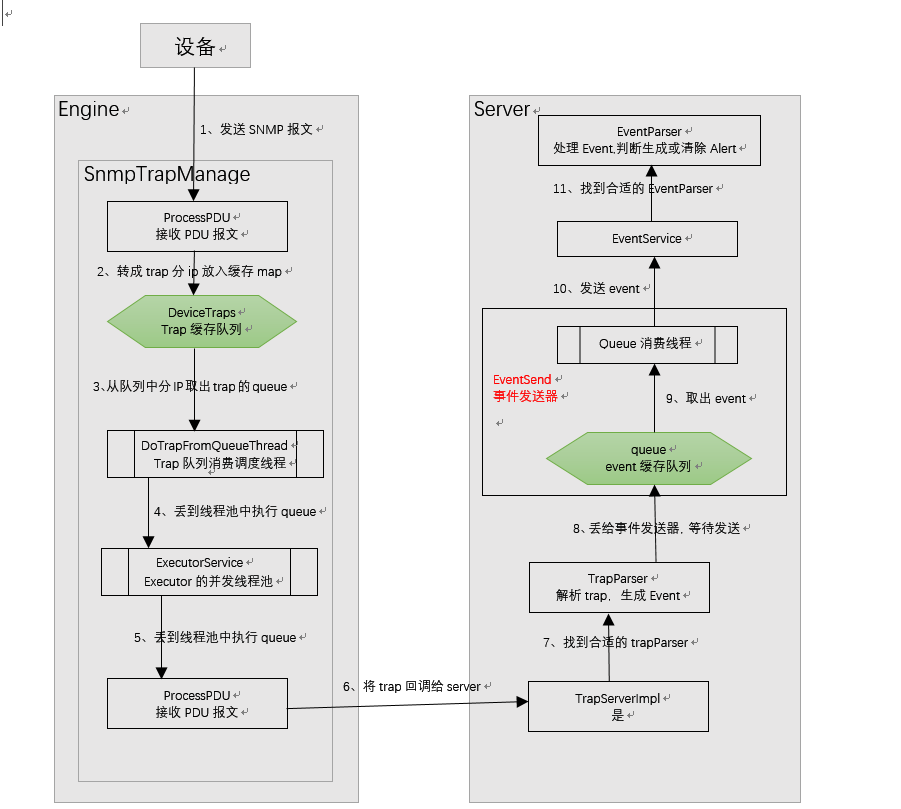 设备
Engine
1、发送 SNMP 报文
SnmpTrapManage
ProcessPDU
接收 PDU 报文
2、转成 trap 分 ip 放入缓存 map
DeviceTraps
Trap 缓存队列
3、从队列中分 IP 取出 trap 的 queue
DoTrapFromQueueThread
Trap 队列消费调度线程
4、丢到线程池中执行 queue
ExecutorService
Executor 的并发线程池
5、丢到线程池中执行 queue
ProcessPDU
接收 PDU 报文
6、将 trap 回调给 server
Server
EventParser
处理 Event,判断生成或清除 Alert
11、找到合适的 EventParser
EventService
10、发送 event
Queue 消费线程
EventSend
事件发送器
9、取出 event
queue
event 缓存队列
8、丢给事件发送器，等待发送
TrapParser
解析 trap，生成 Event
7、找到合适的 trapParser
TrapServerImpl
是